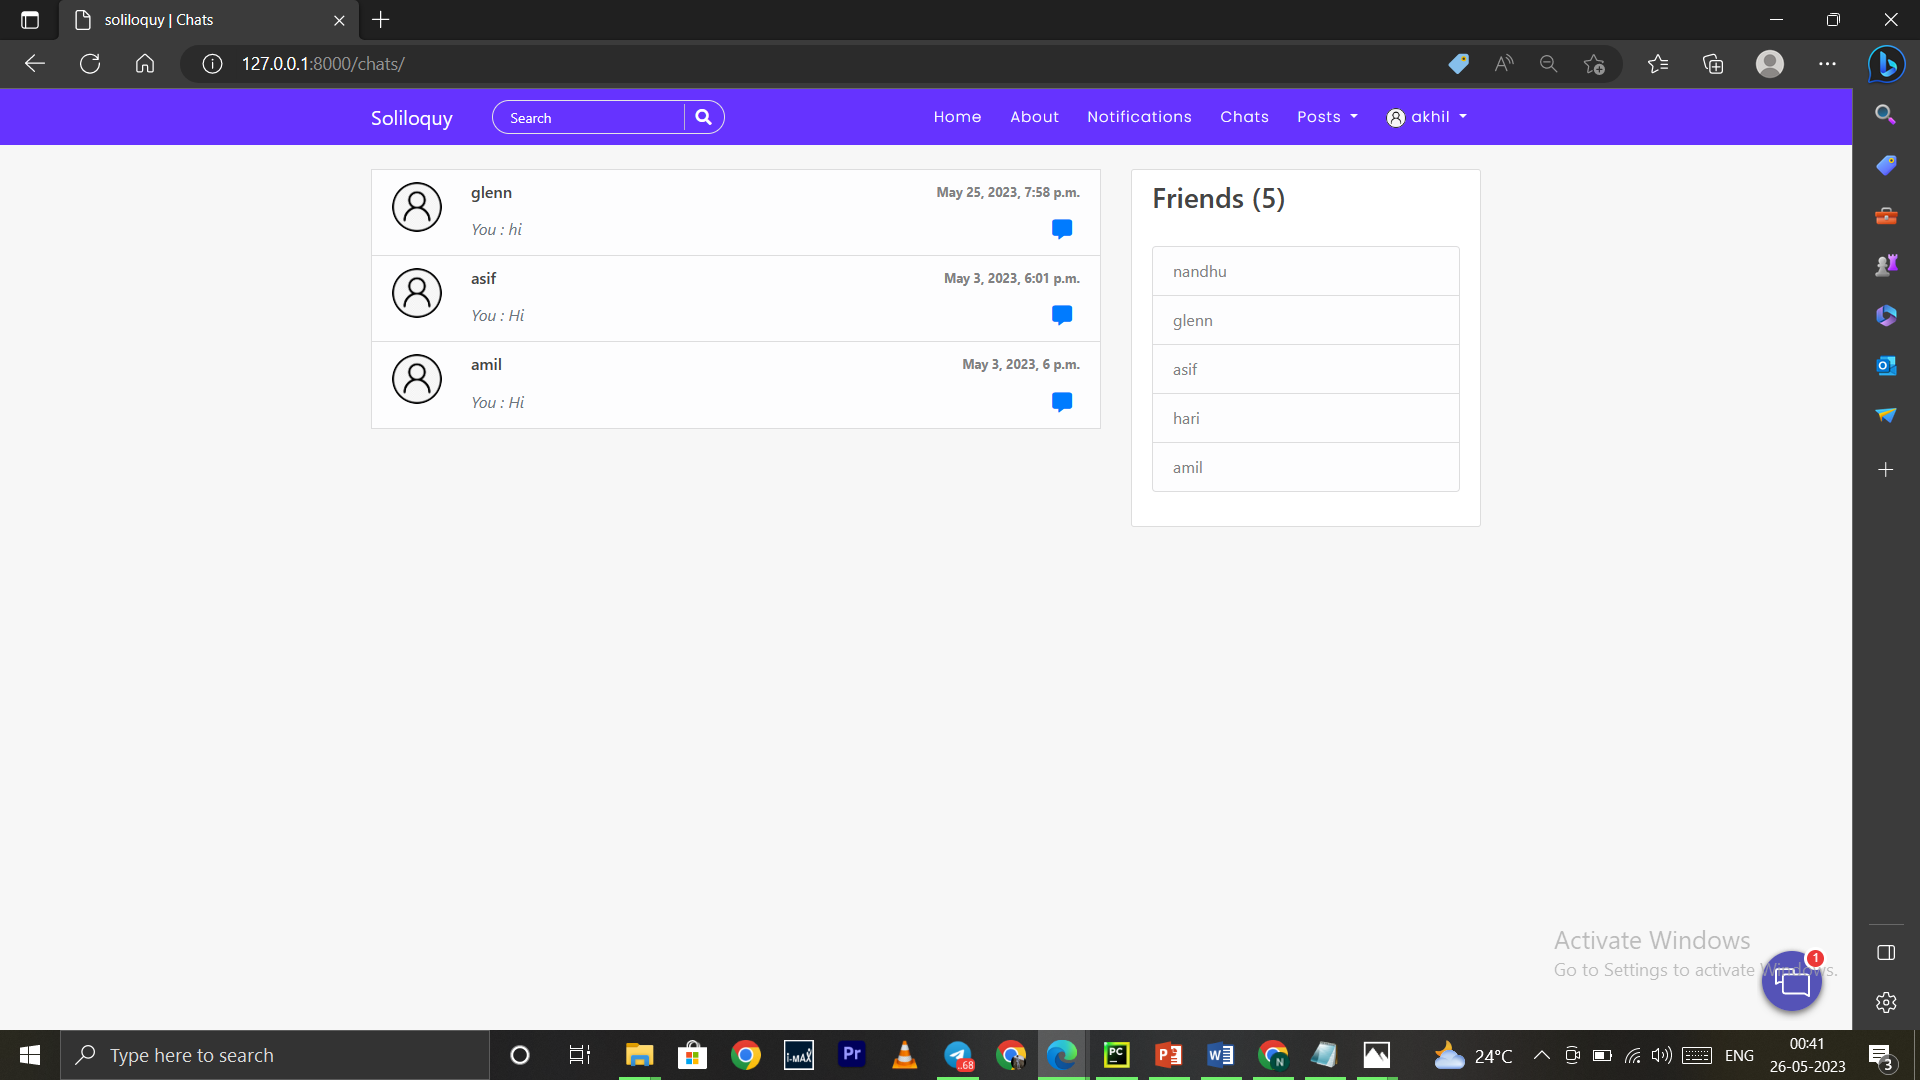 soliloquy | Chats
127.0.0.1:8000/chats/
Soliloquy
Search
Home
About
Notifications
Chats
Posts
akhil
glenn
May 25, 2023, 7:58 p.m.
You : hi
asif
May 3, 2023, 6:01 p.m.
You : Hi
amil
May 3, 2023, 6 p.m.
You : Hi
Friends (5)
nandhu
glenn
asif
hari
amil
Activate Windows
Go to Settings to activate Windows.
1
Type here to search
i-MAX
Pr
..68
PC
P
W
N
24°C
ENG
00:41
26-05-2023
3